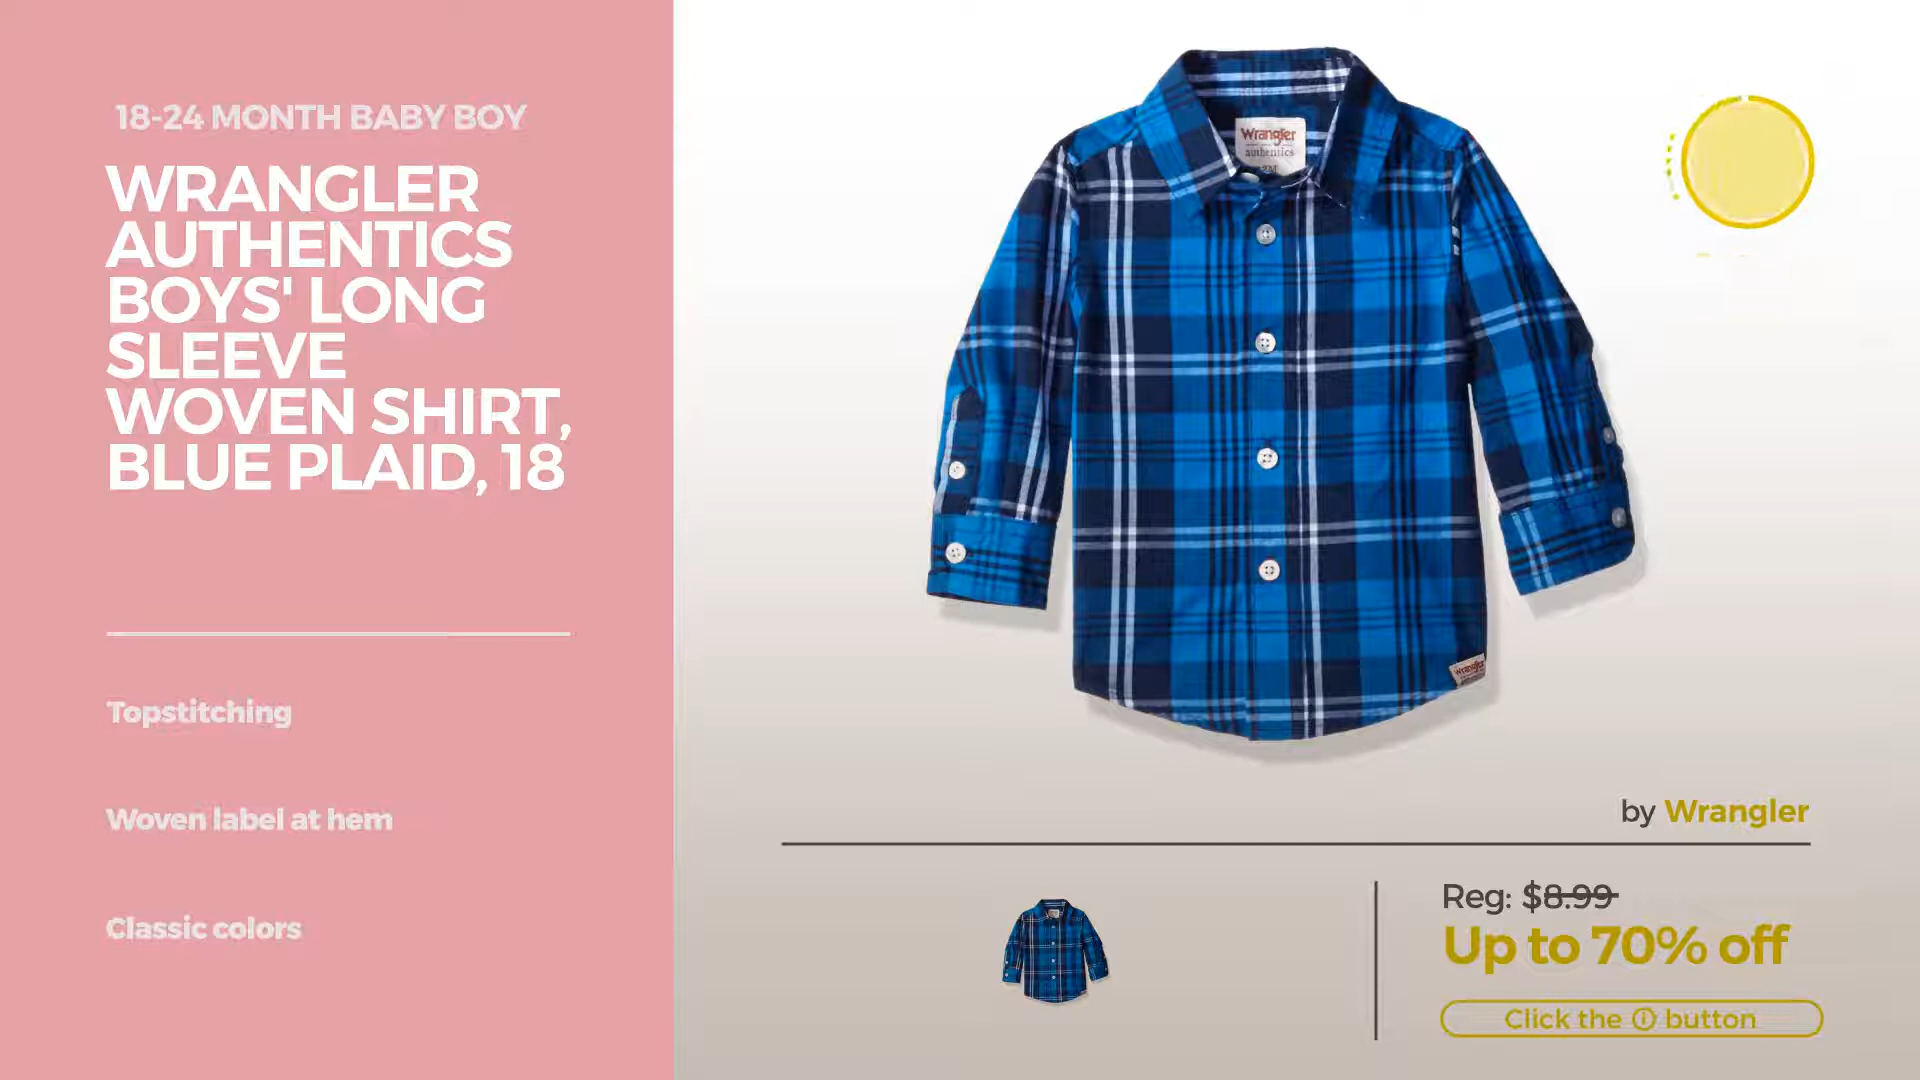 18-24 MONTH BABY BOY
WRANGLER
AUTHENTICS
BOYS' LONG
SLEEVE
WOVEN SHIRT,
BLUE PLAID, 18
Topstitching
Woven label at hem
Classic colors
Wrangler
authentics
Wrangler
by Wrangler
Reg: $8.99
Up to 70% off
Click the ⓘ button